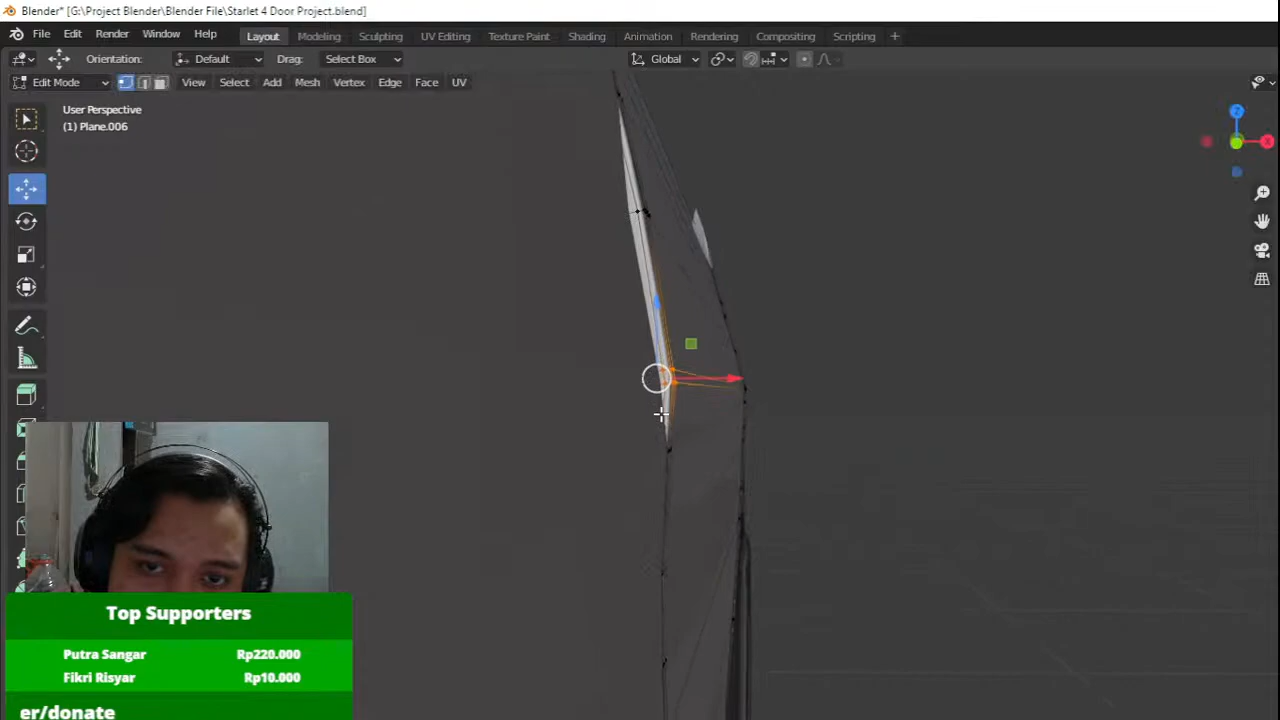 Blender* [G:\Project Blender\Blender File\Starlet 4 Door Project.blend]
File Edit Render Window Help Layout Modeling Sculpting UV Editing Texture Paint Shading Animation Rendering Compositing Scripting +
Orientation: Default Drag: Select Box Global
Edit Mode View Select Add Mesh Vertex Edge Face UV
User Perspective
(1) Plane.006
Z
X
Top Supporters
Putra Sangar Rp220.000
Fikri Risyar Rp10.000
er/donate